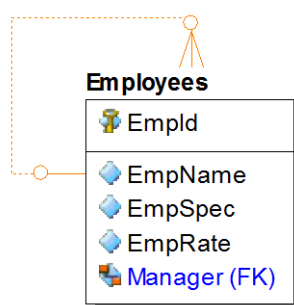 Employees
EmpId
EmpName
EmpSpec
EmpRate
Manager (FK)